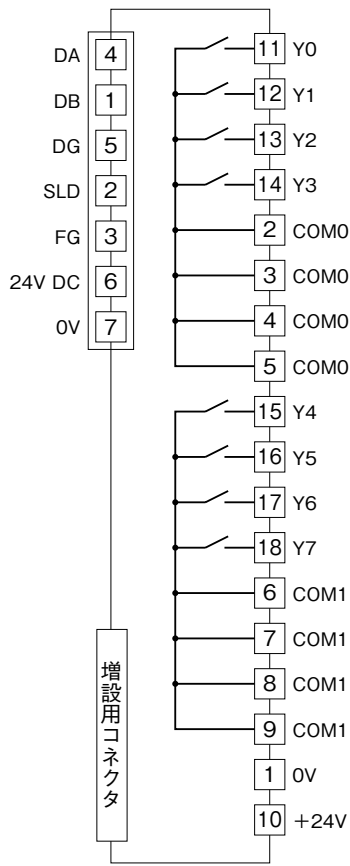 DA 4
DB 1
DG 5
SLD 2
FG 3
24V DC 6
0V 7
増設用コネクタ
11 Y0
12 Y1
13 Y2
14 Y3
2 COM0
3 COM0
4 COM0
5 COM0
15 Y4
16 Y5
17 Y6
18 Y7
6 COM1
7 COM1
8 COM1
9 COM1
1 0V
10 +24V